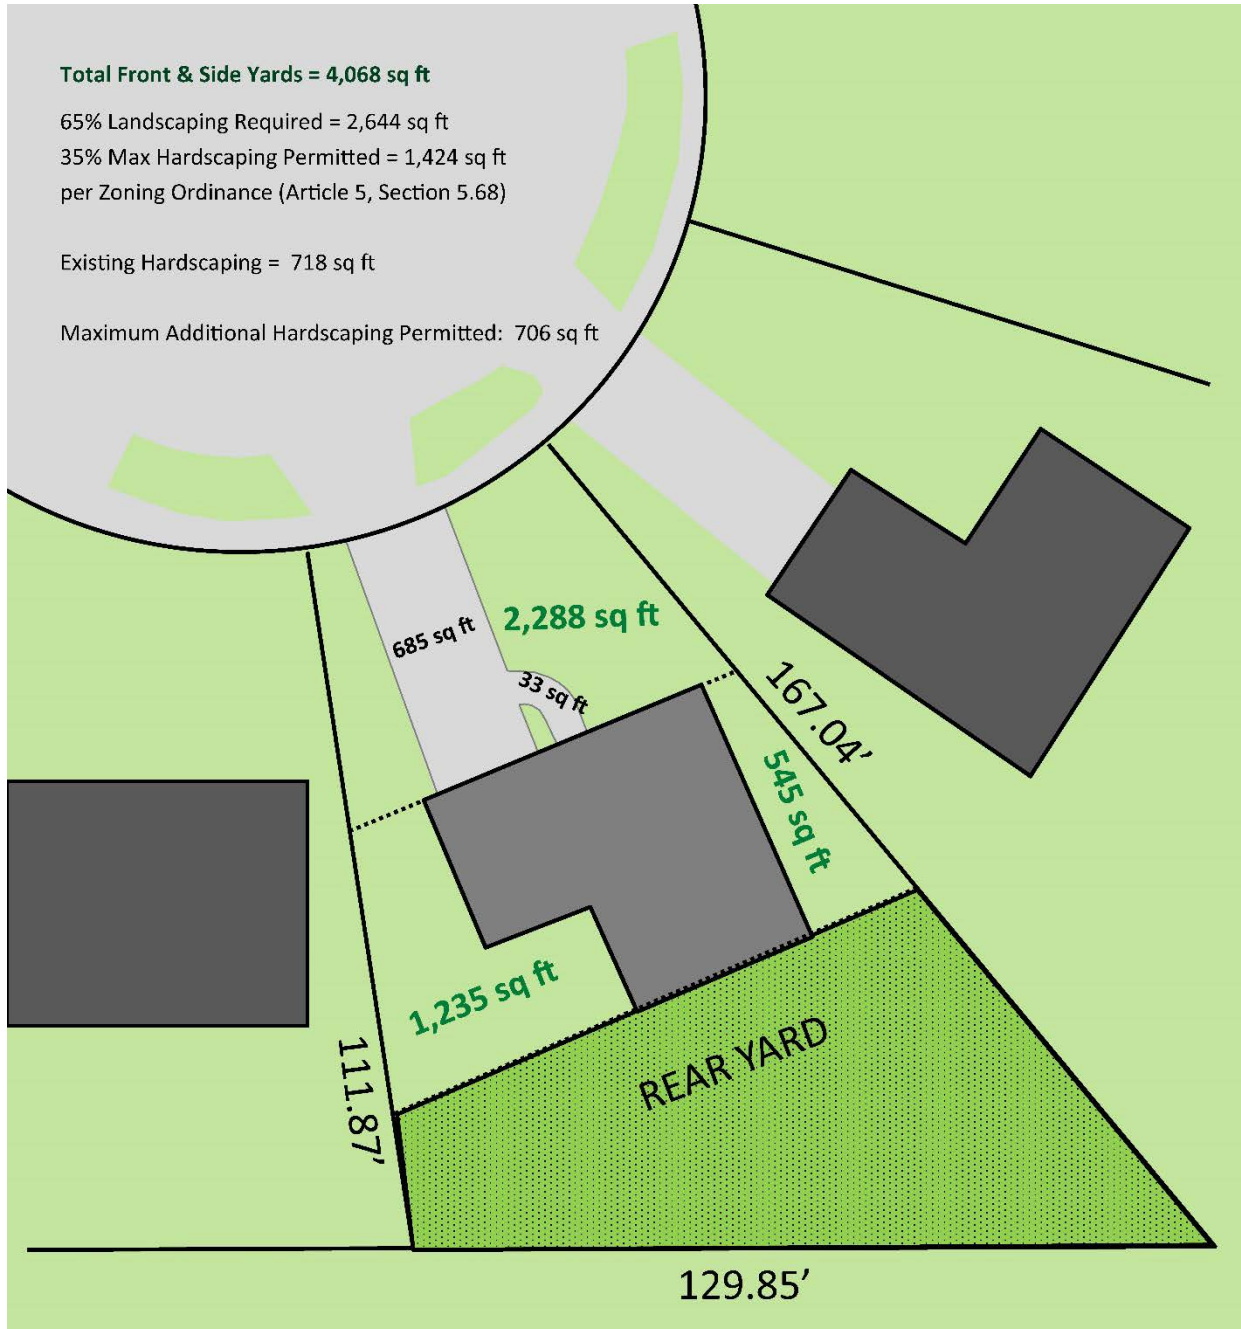 Total Front & Side Yards = 4,068 sq ft
65% Landscaping Required = 2,644 sq ft
35% Max Hardscaping Permitted = 1,424 sq ft
per Zoning Ordinance (Article 5, Section 5.68)
Existing Hardscaping =  718 sq ft
Maximum Additional Hardscaping Permitted:  706 sq ft
2,288 sq ft
685 sq ft
33 sq ft
167.04’
545 sq ft
1,235 sq ft
111.87’
REAR YARD
129.85’